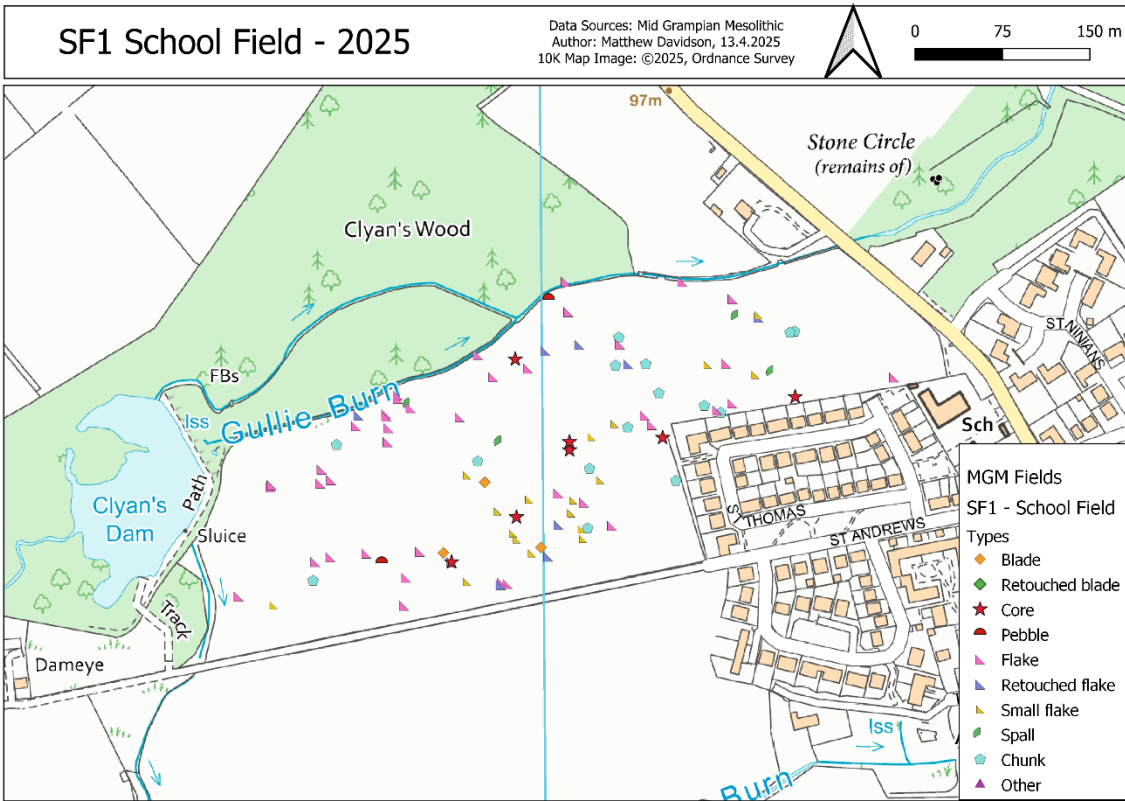 SF1 School Field - 2025
Data Sources: Mid Grampian Mesolithic
Author: Matthew Davidson, 13.4.2025
10K Map Image: ©2025, Ordnance Survey
0 75 150 m
97m
Stone Circle
(remains of)
Clyan's Wood
ST NINIANS
FBs
Iss
Gullie Burn
Sch
Path
Clyan's
Dam
Sluice
ST THOMAS
ST ANDREWS
Track
Dameye
Iss
Burn
MGM Fields
SF1 - School Field
Types
Blade
Retouched blade
Core
Pebble
Flake
Retouched flake
Small flake
Spall
Chunk
Other